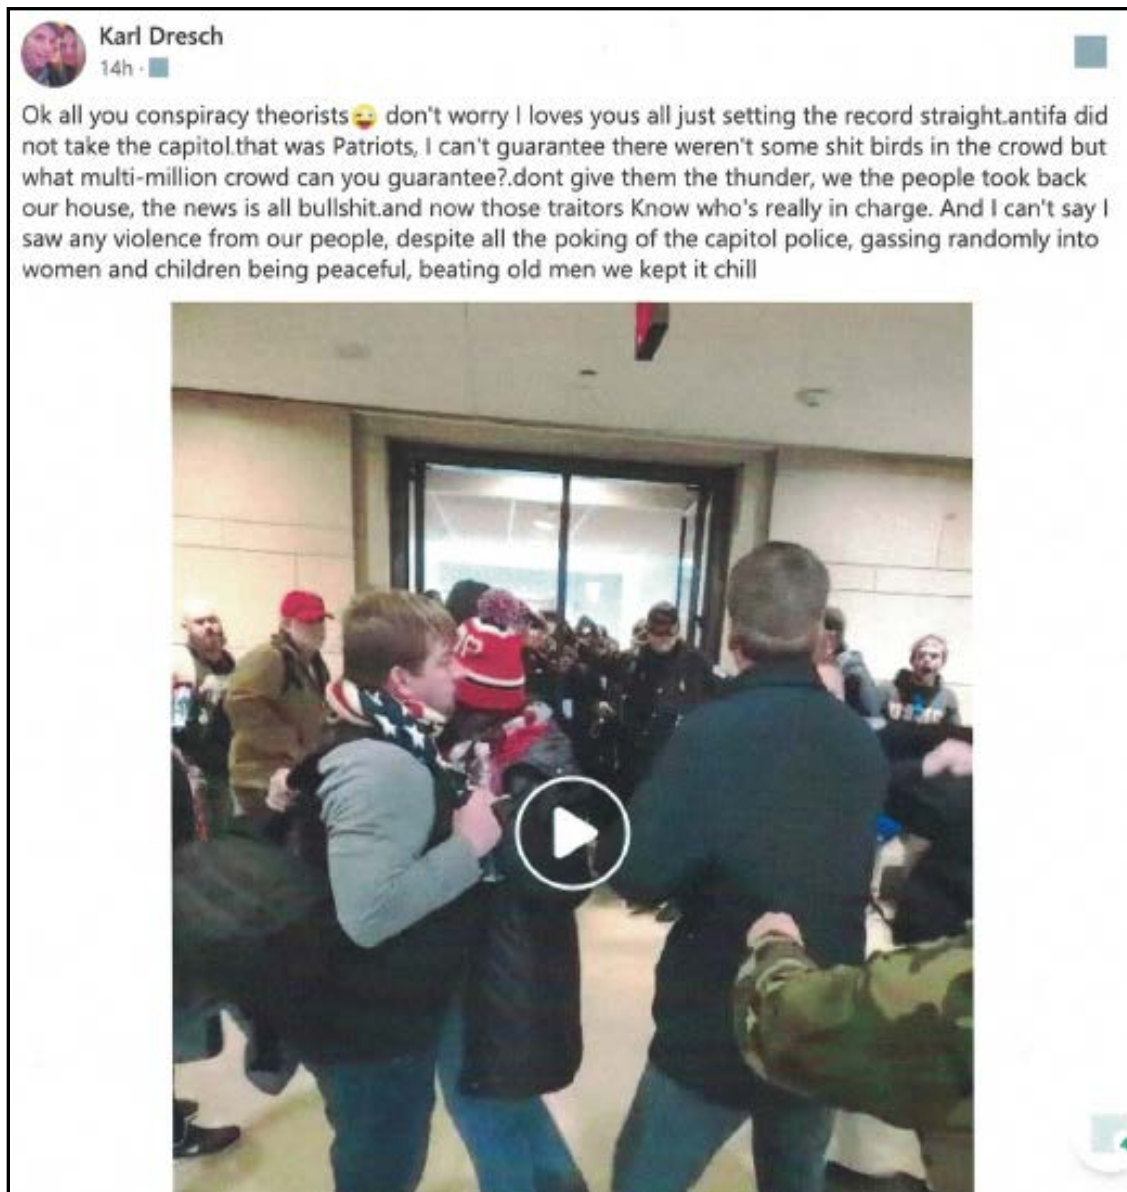 Karl Dresch
14h ·
Ok all you conspiracy theorists😜 don't worry I loves yous all just setting the record straight.antifa did
not take the capitol.that was Patriots, I can't guarantee there weren't some shit birds in the crowd but
what multi-million crowd can you guarantee?.dont give them the thunder, we the people took back
our house, the news is all bullshit.and now those traitors Know who's really in charge. And I can't say I
saw any violence from our people, despite all the poking of the capitol police, gassing randomly into
women and children being peaceful, beating old men we kept it chill